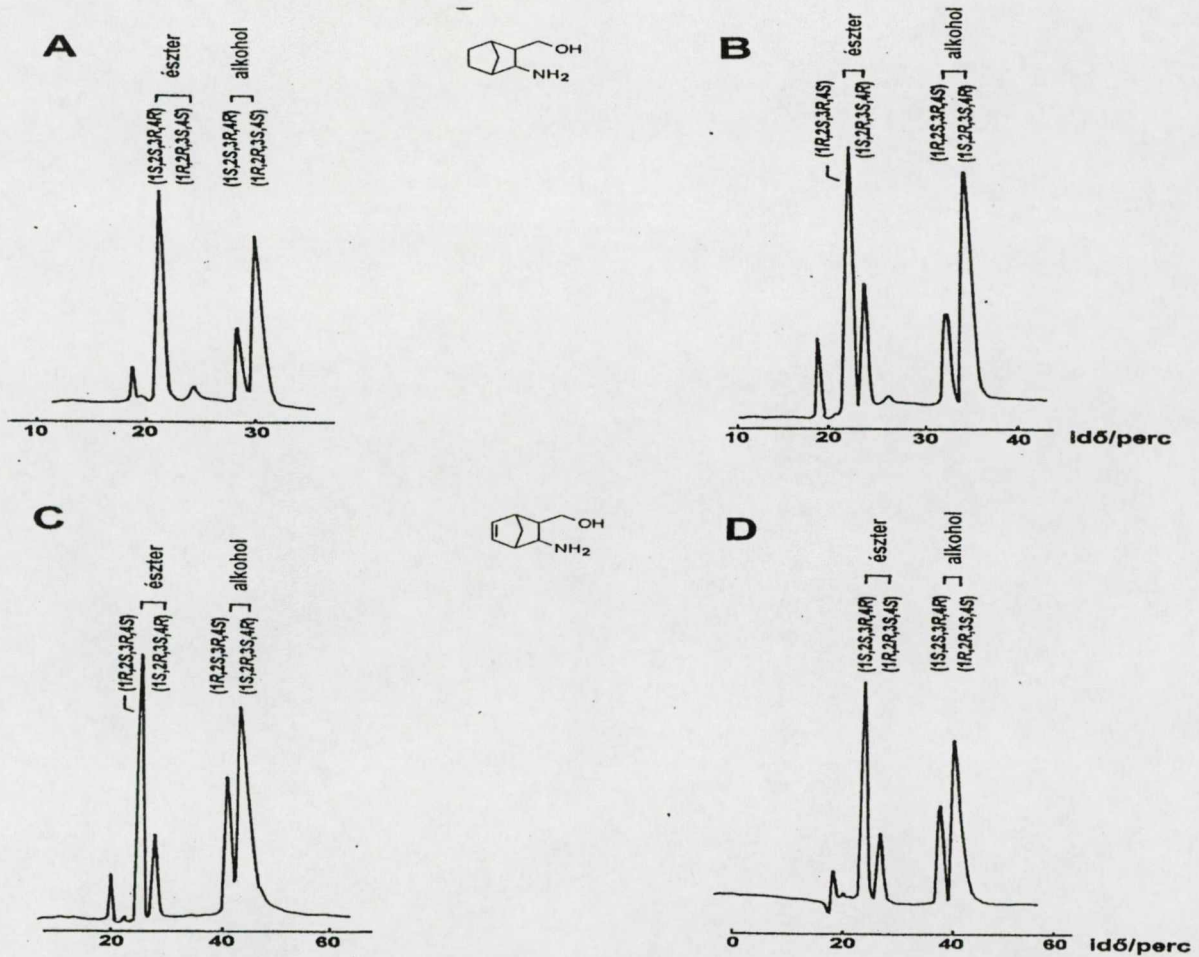 A
észter
alkohol
(1S,2S,3R,4R)
(1R,2R,3S,4S)
(1S,2S,3R,4R)
(1R,2R,3S,4S)
10
20
30
OH
NH₂
B
észter
alkohol
(1R,2S,3R,4S)
(1S,2R,3S,4R)
(1R,2S,3R,4S)
(1S,2R,3S,4R)
10
20
30
40
Idő/perc
C
észter
alkohol
(1R,2S,3R,4S)
(1S,2R,3S,4R)
(1R,2S,3R,4S)
(1S,2R,3S,4R)
20
40
60
OH
NH₂
D
észter
alkohol
(1S,2S,3R,4R)
(1R,2R,3S,4S)
(1S,2S,3R,4R)
(1R,2R,3S,4S)
0
20
40
60
Idő/perc